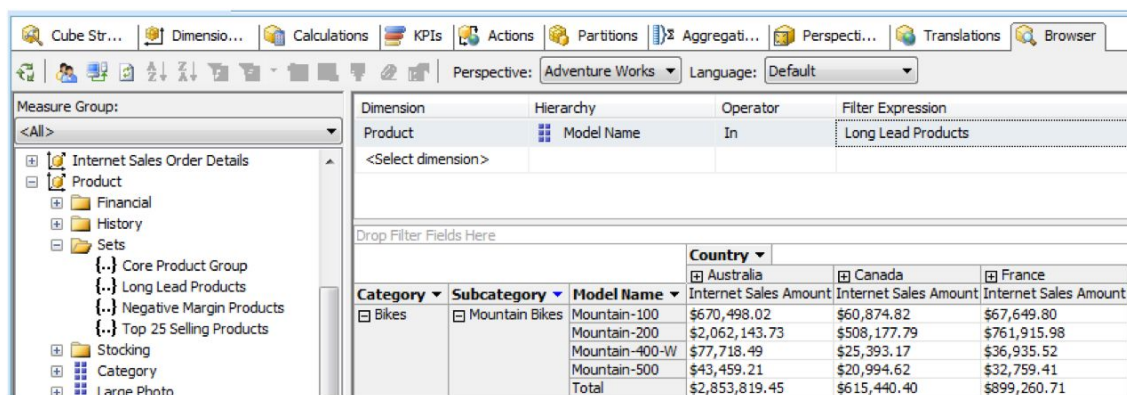 Cube Str... Dimensio... Calculations KPIs Actions Partitions Aggregati... Perspecti... Translations Browser
Perspective: Adventure Works Language: Default
Measure Group:
<All>
Internet Sales Order Details
Product
Financial
History
Sets
{..} Core Product Group
{..} Long Lead Products
{..} Negative Margin Products
{..} Top 25 Selling Products
Stocking
Category
Large Photo
Dimension Hierarchy Operator Filter Expression
Product Model Name In Long Lead Products
<Select dimension>
Drop Filter Fields Here
Country
Australia Canada France
Category Subcategory Model Name Internet Sales Amount Internet Sales Amount Internet Sales Amount
Bikes Mountain Bikes Mountain-100 $670,498.02 $60,874.82 $67,649.80
Mountain-200 $2,062,143.73 $508,177.79 $761,915.98
Mountain-400-W $77,718.49 $25,393.17 $36,935.52
Mountain-500 $43,459.21 $20,994.62 $32,759.41
Total $2,853,819.45 $615,440.40 $899,260.71